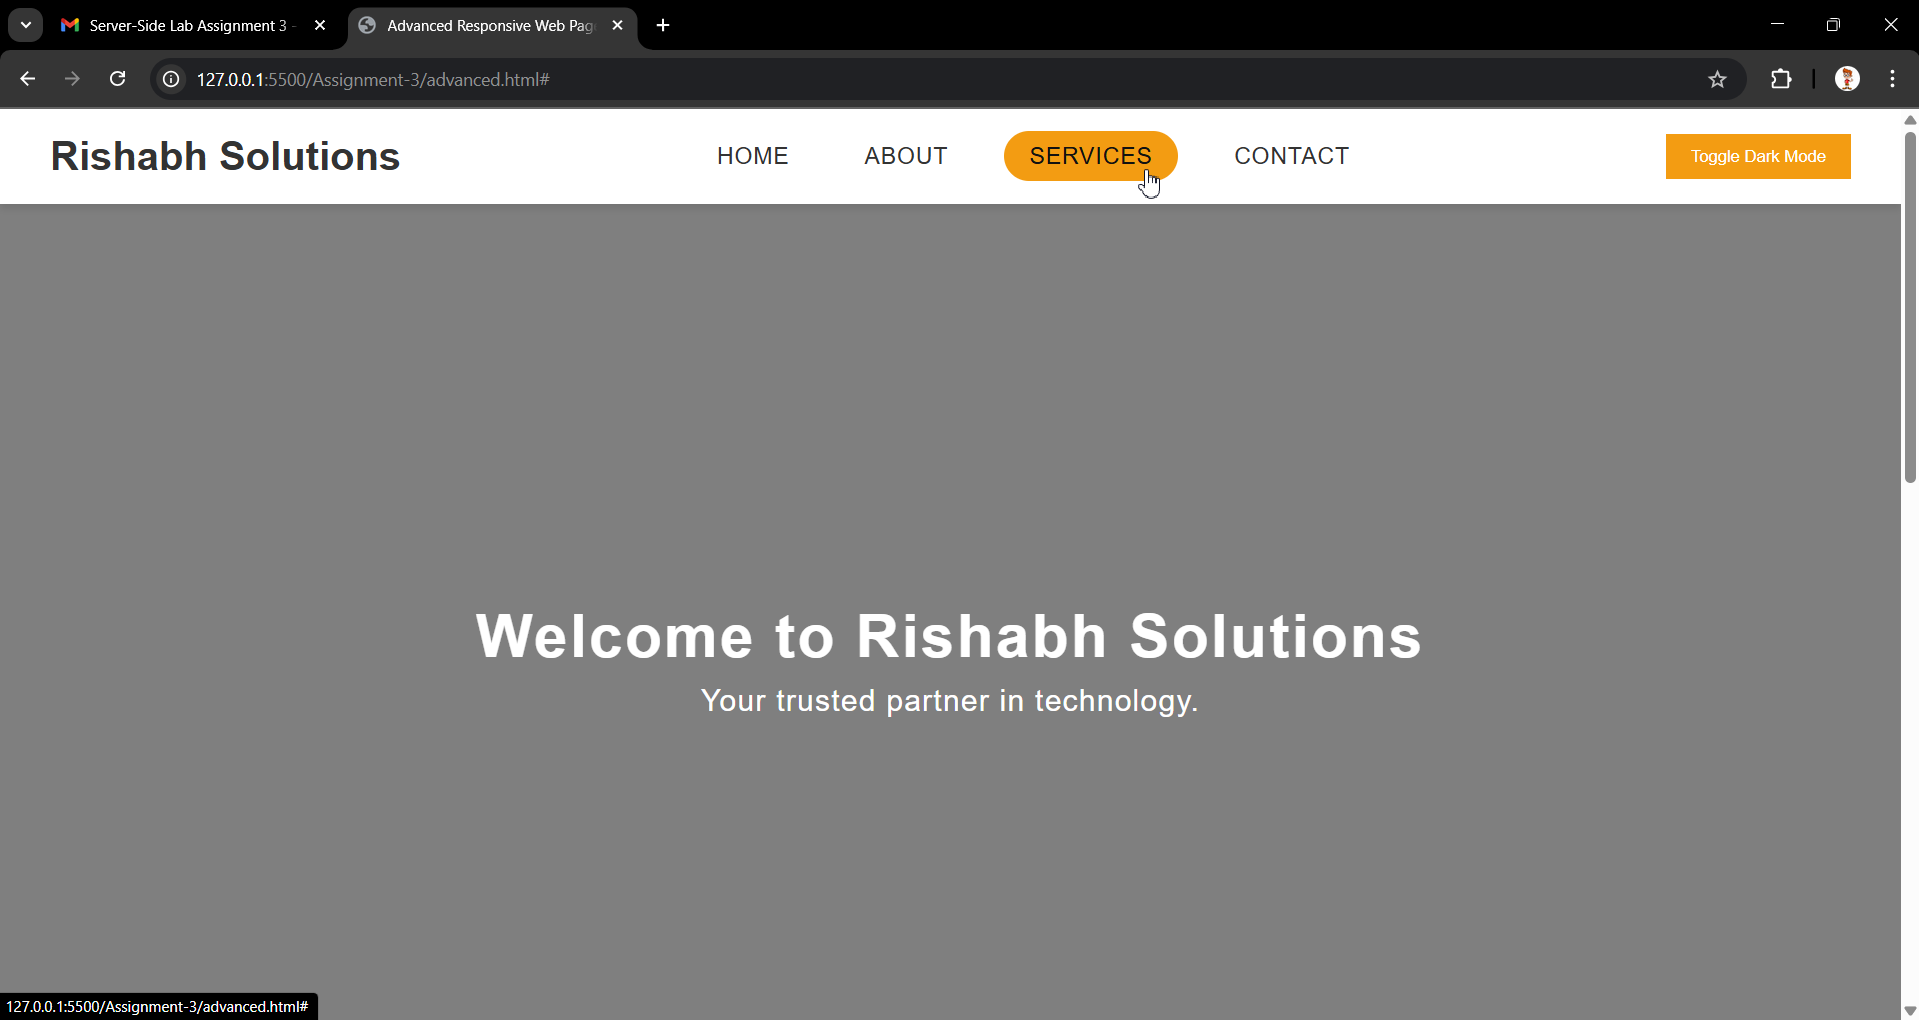 Server-Side Lab Assignment 3 -
Advanced Responsive Web Pag
127.0.0.1:5500/Assignment-3/advanced.html#
Rishabh Solutions
HOME
ABOUT
SERVICES
CONTACT
Toggle Dark Mode
Welcome to Rishabh Solutions
Your trusted partner in technology.
127.0.0.1:5500/Assignment-3/advanced.html#